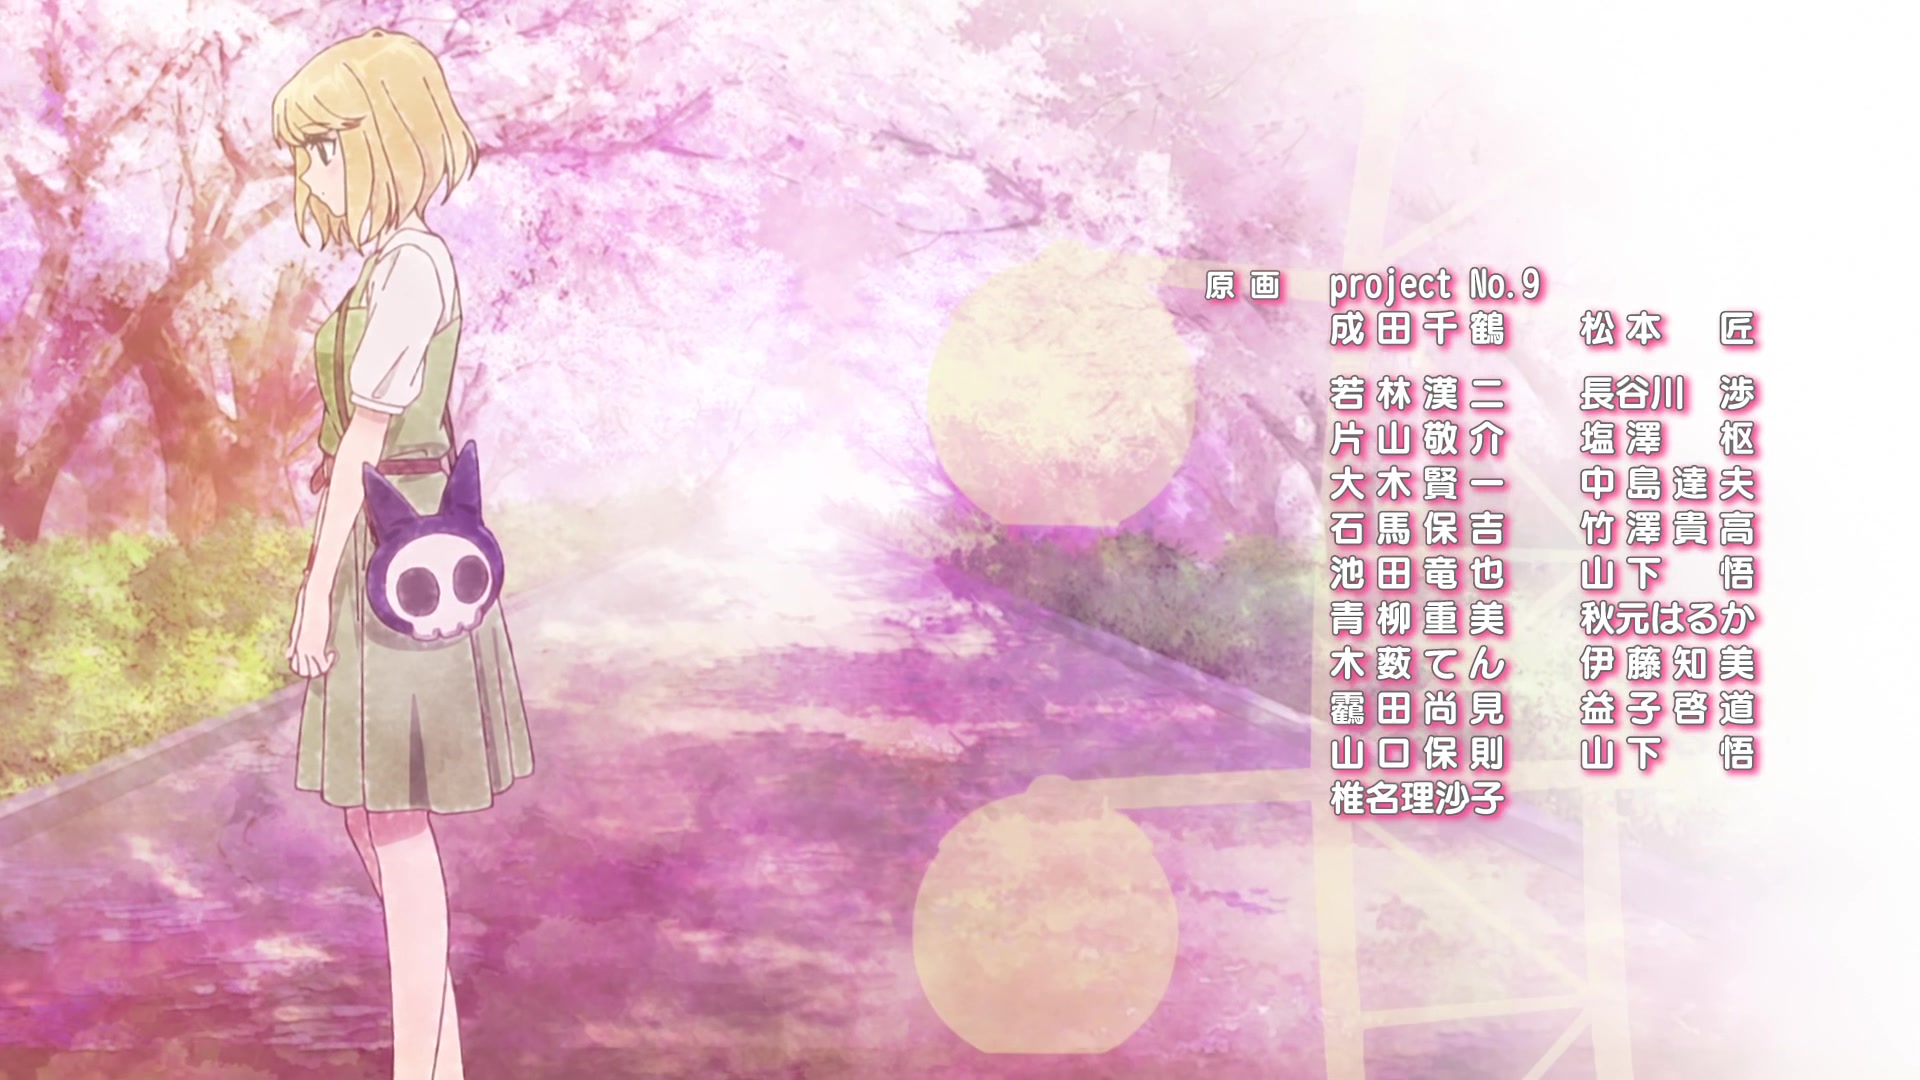 原画 project No.9
成田千鶴 松本 匠
若林漢二 長谷川 渉
片山敬介 塩澤 枢
大木賢一 中島達夫
石馬保吉 竹澤貴高
池田竜也 山下 悟
青柳重美 秋元はるか
木薮てん 伊藤知美
靏田尚見 益子啓道
山口保則 山下 悟
椎名理沙子